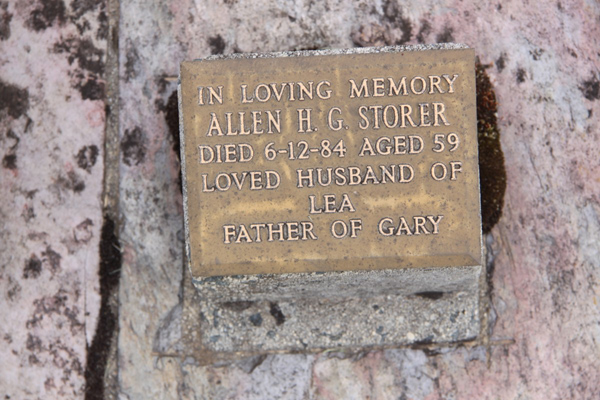 IN LOVING MEMORY
ALLEN H. G. STORER
DIED 6-12-84 AGED 59
LOVED HUSBAND OF
LEA
FATHER OF GARY